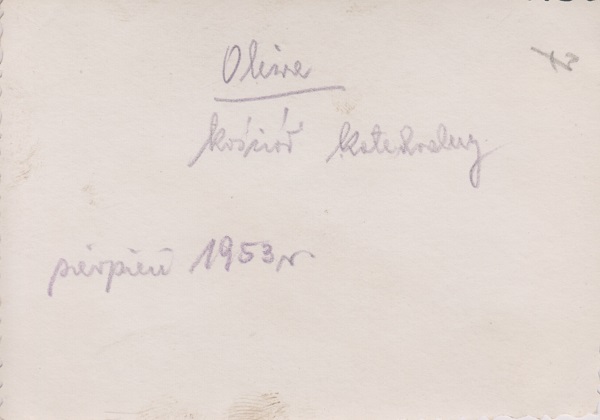 Oliwa
kościół katedralny
sierpień 1953 r